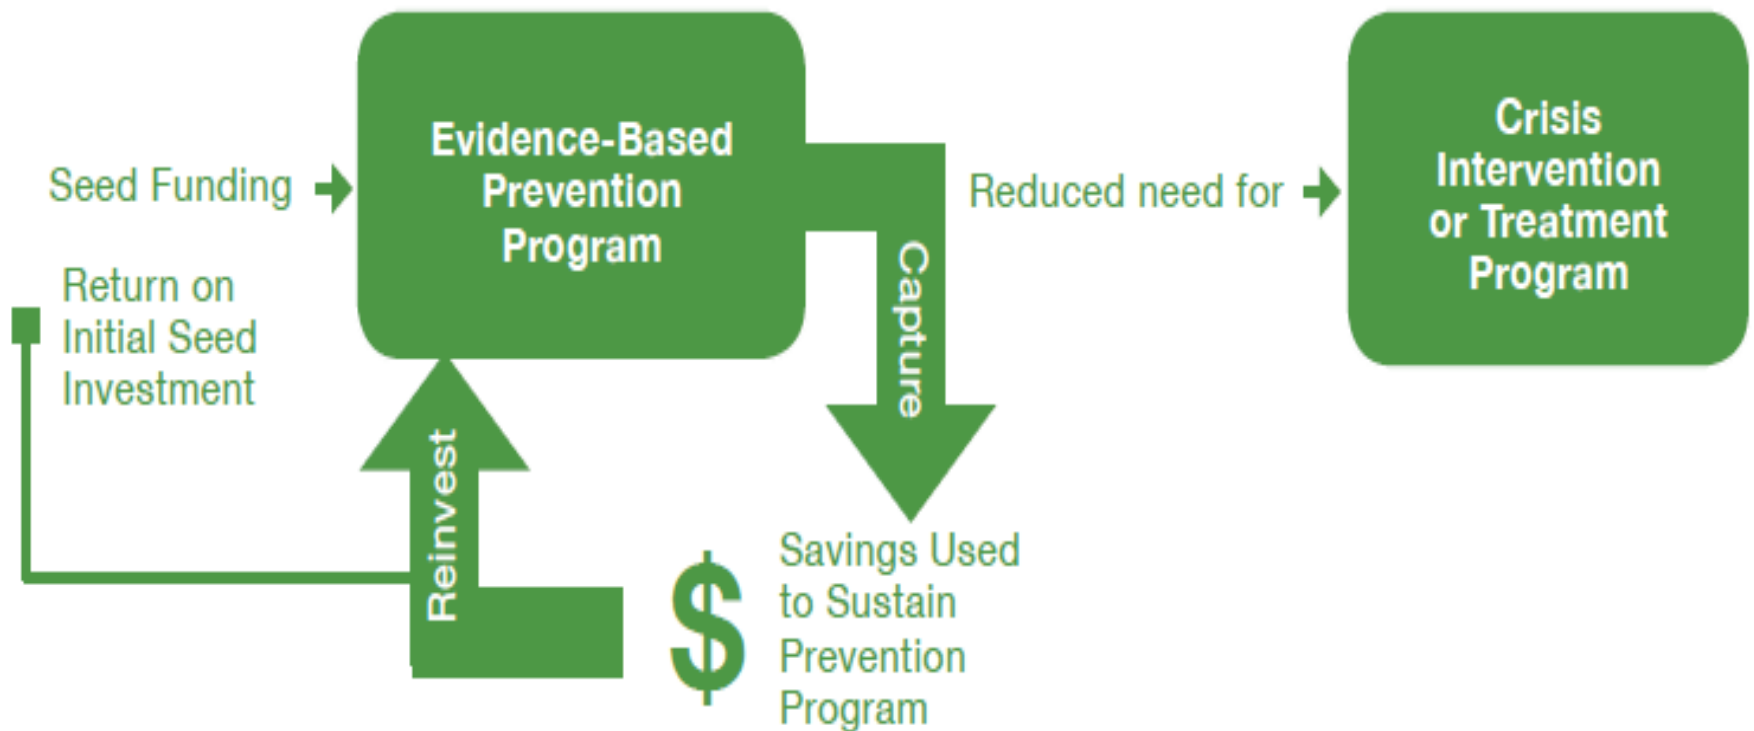 Seed Funding
Evidence-Based
Prevention
Program
Capture
Reduced need for
Crisis
Intervention
or Treatment
Program
Return on
Initial Seed
Investment
Reinvest
$
Savings Used
to Sustain
Prevention
Program